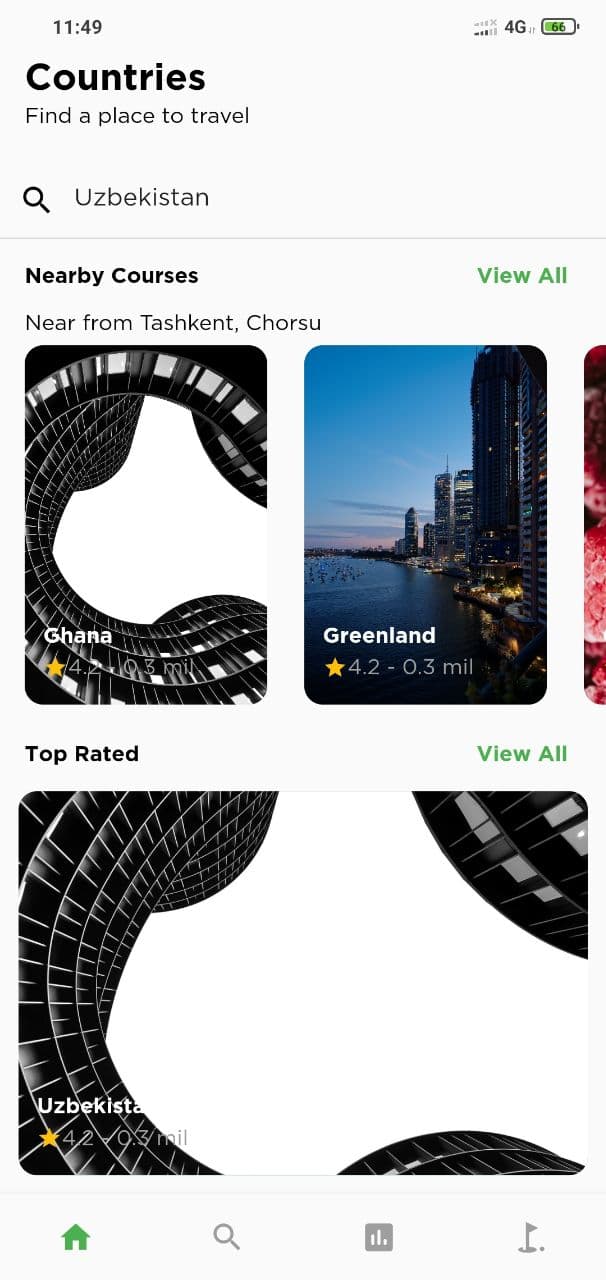 11:49
4G
66
Countries
Find a place to travel
Uzbekistan
Nearby Courses
View All
Near from Tashkent, Chorsu
Ghana
4.2 - 0.3 mil
Greenland
4.2 - 0.3 mil
Top Rated
View All
Uzbekista
4.2 - 0.3 mil